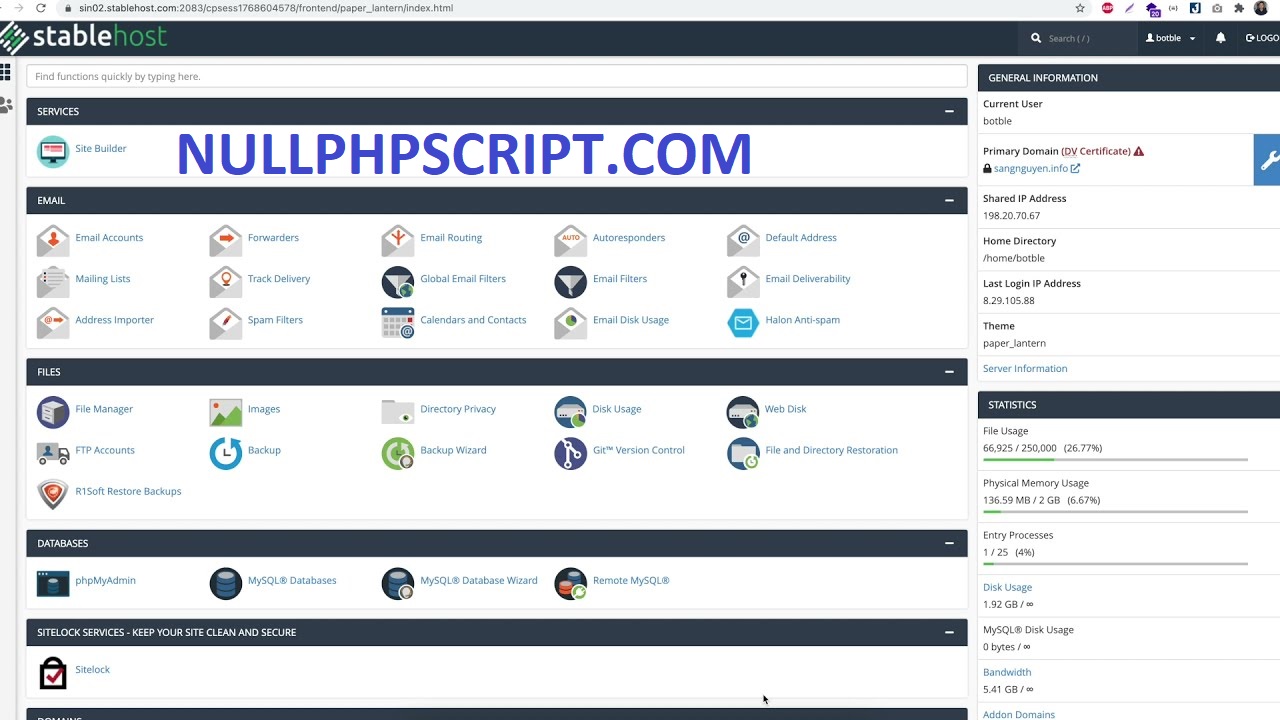 sin02.stablehost.com:2083/cpsess1768604578/frontend/paper_lantern/index.html
ABP
20
stablehost
Search ( / )
botble
LOGO
Find functions quickly by typing here.
SERVICES
Site Builder
NULLPHPSCRIPT.COM
EMAIL
Email Accounts
Forwarders
Email Routing
AUTO
Autoresponders
@
Default Address
Mailing Lists
Track Delivery
Global Email Filters
Email Filters
Email Deliverability
@
Address Importer
Spam Filters
@
Calendars and Contacts
Email Disk Usage
Halon Anti-spam
FILES
File Manager
Images
Directory Privacy
Disk Usage
Web Disk
FTP Accounts
Backup
Backup Wizard
Git™ Version Control
File and Directory Restoration
R1Soft Restore Backups
DATABASES
phpMyAdmin
MySQL® Databases
MySQL® Database Wizard
Remote MySQL®
SITELOCK SERVICES - KEEP YOUR SITE CLEAN AND SECURE
Sitelock
DOMAINS
GENERAL INFORMATION
Current User
botble
Primary Domain (DV Certificate)
sangnguyen.info
Shared IP Address
198.20.70.67
Home Directory
/home/botble
Last Login IP Address
8.29.105.88
Theme
paper_lantern
Server Information
STATISTICS
File Usage
66,925 / 250,000 (26.77%)
Physical Memory Usage
136.59 MB / 2 GB (6.67%)
Entry Processes
1 / 25 (4%)
Disk Usage
1.92 GB / ∞
MySQL® Disk Usage
0 bytes / ∞
Bandwidth
5.41 GB / ∞
Addon Domains